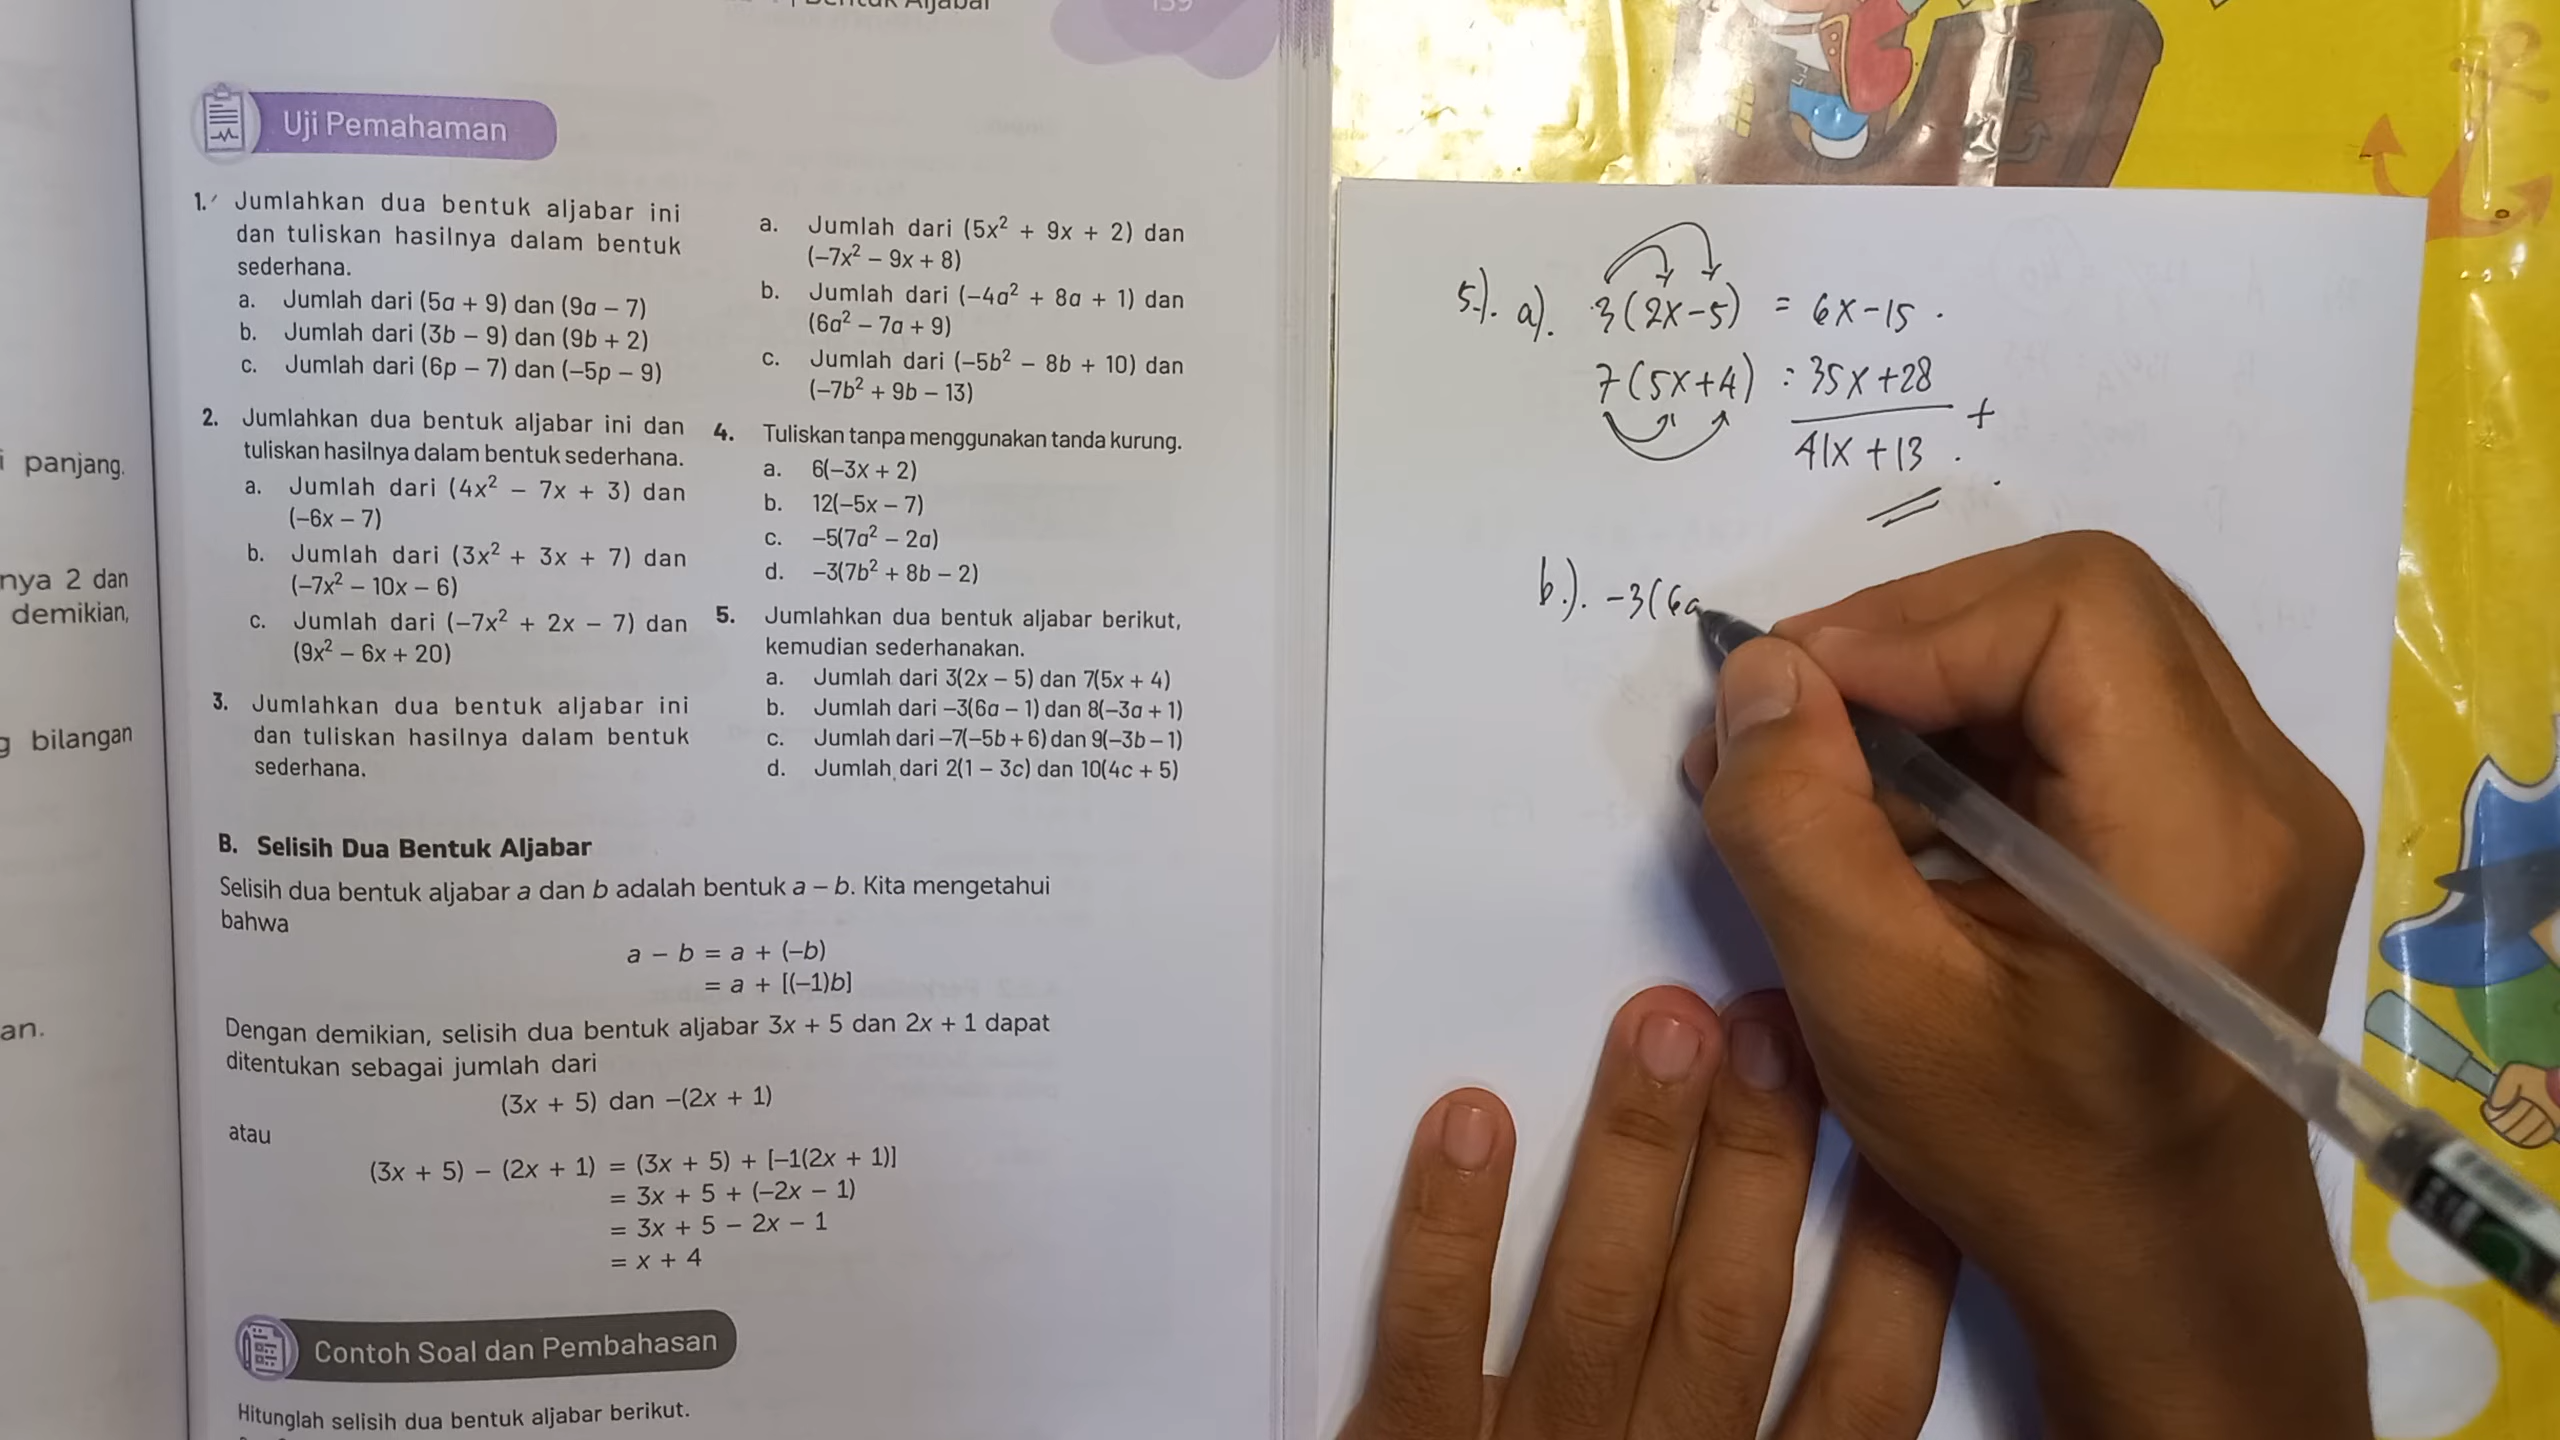 Bentuk Aljabar
159
Uji Pemahaman
1. Jumlahkan dua bentuk aljabar ini
dan tuliskan hasilnya dalam bentuk
sederhana.
a. Jumlah dari (5a + 9) dan (9a – 7)
b. Jumlah dari (3b – 9) dan (9b + 2)
c. Jumlah dari (6p – 7) dan (–5p – 9)
2. Jumlahkan dua bentuk aljabar ini dan
tuliskan hasilnya dalam bentuk sederhana.
a. Jumlah dari (4x² – 7x + 3) dan
(–6x – 7)
b. Jumlah dari (3x² + 3x + 7) dan
(–7x² – 10x – 6)
c. Jumlah dari (–7x² + 2x – 7) dan
(9x² – 6x + 20)
3. Jumlahkan dua bentuk aljabar ini
dan tuliskan hasilnya dalam bentuk
sederhana.
a. Jumlah dari (5x² + 9x + 2) dan
(–7x² – 9x + 8)
b. Jumlah dari (–4a² + 8a + 1) dan
(6a² – 7a + 9)
c. Jumlah dari (–5b² – 8b + 10) dan
(–7b² + 9b – 13)
4. Tuliskan tanpa menggunakan tanda kurung.
a. 6(–3x + 2)
b. 12(–5x – 7)
c. –5(7a² – 2a)
d. –3(7b² + 8b – 2)
5. Jumlahkan dua bentuk aljabar berikut,
kemudian sederhanakan.
a. Jumlah dari 3(2x – 5) dan 7(5x + 4)
b. Jumlah dari –3(6a – 1) dan 8(–3a + 1)
c. Jumlah dari –7(–5b + 6) dan 9(–3b – 1)
d. Jumlah dari 2(1 – 3c) dan 10(4c + 5)
B. Selisih Dua Bentuk Aljabar
Selisih dua bentuk aljabar a dan b adalah bentuk a – b. Kita mengetahui
bahwa
a – b = a + (–b)
= a + [(–1)b]
Dengan demikian, selisih dua bentuk aljabar 3x + 5 dan 2x + 1 dapat
ditentukan sebagai jumlah dari
(3x + 5) dan –(2x + 1)
atau
(3x + 5) – (2x + 1) = (3x + 5) + [–1(2x + 1)]
= 3x + 5 + (–2x – 1)
= 3x + 5 – 2x – 1
= x + 4
Contoh Soal dan Pembahasan
Hitunglah selisih dua bentuk aljabar berikut.
panjang.
nya 2 dan
demikian,
bilangan
an.
5.). a). 3(2x-5) = 6x-15.
7(5x+4) : 35x+28
+
41x+13.
b.). -3(6a